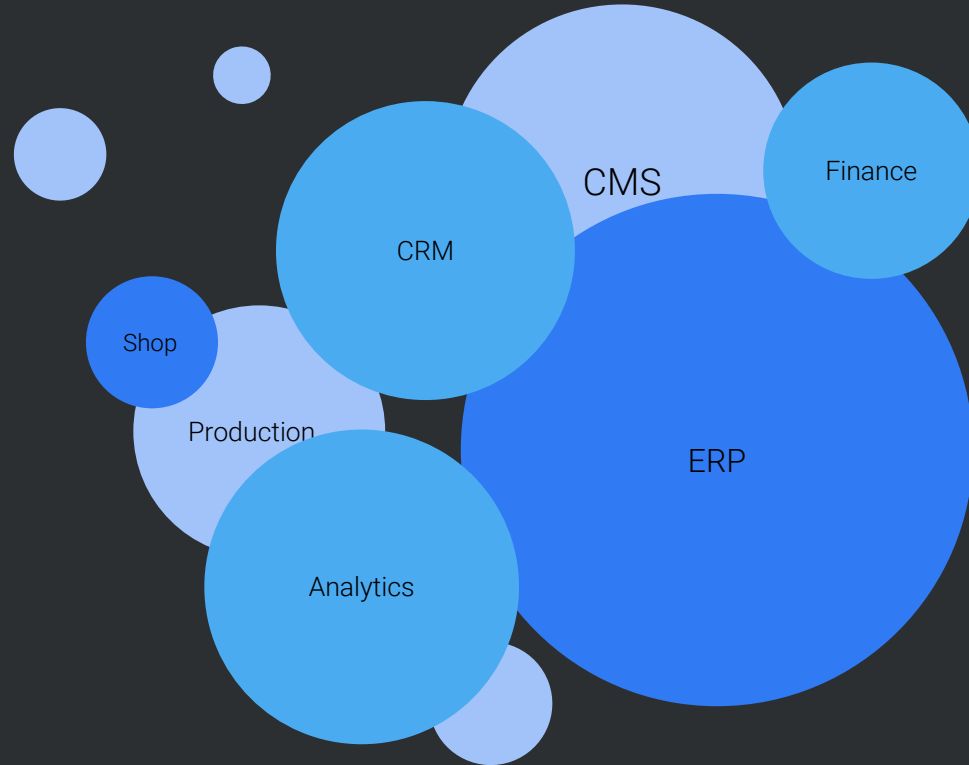 CMS
Finance
CRM
Shop
Production
ERP
Analytics